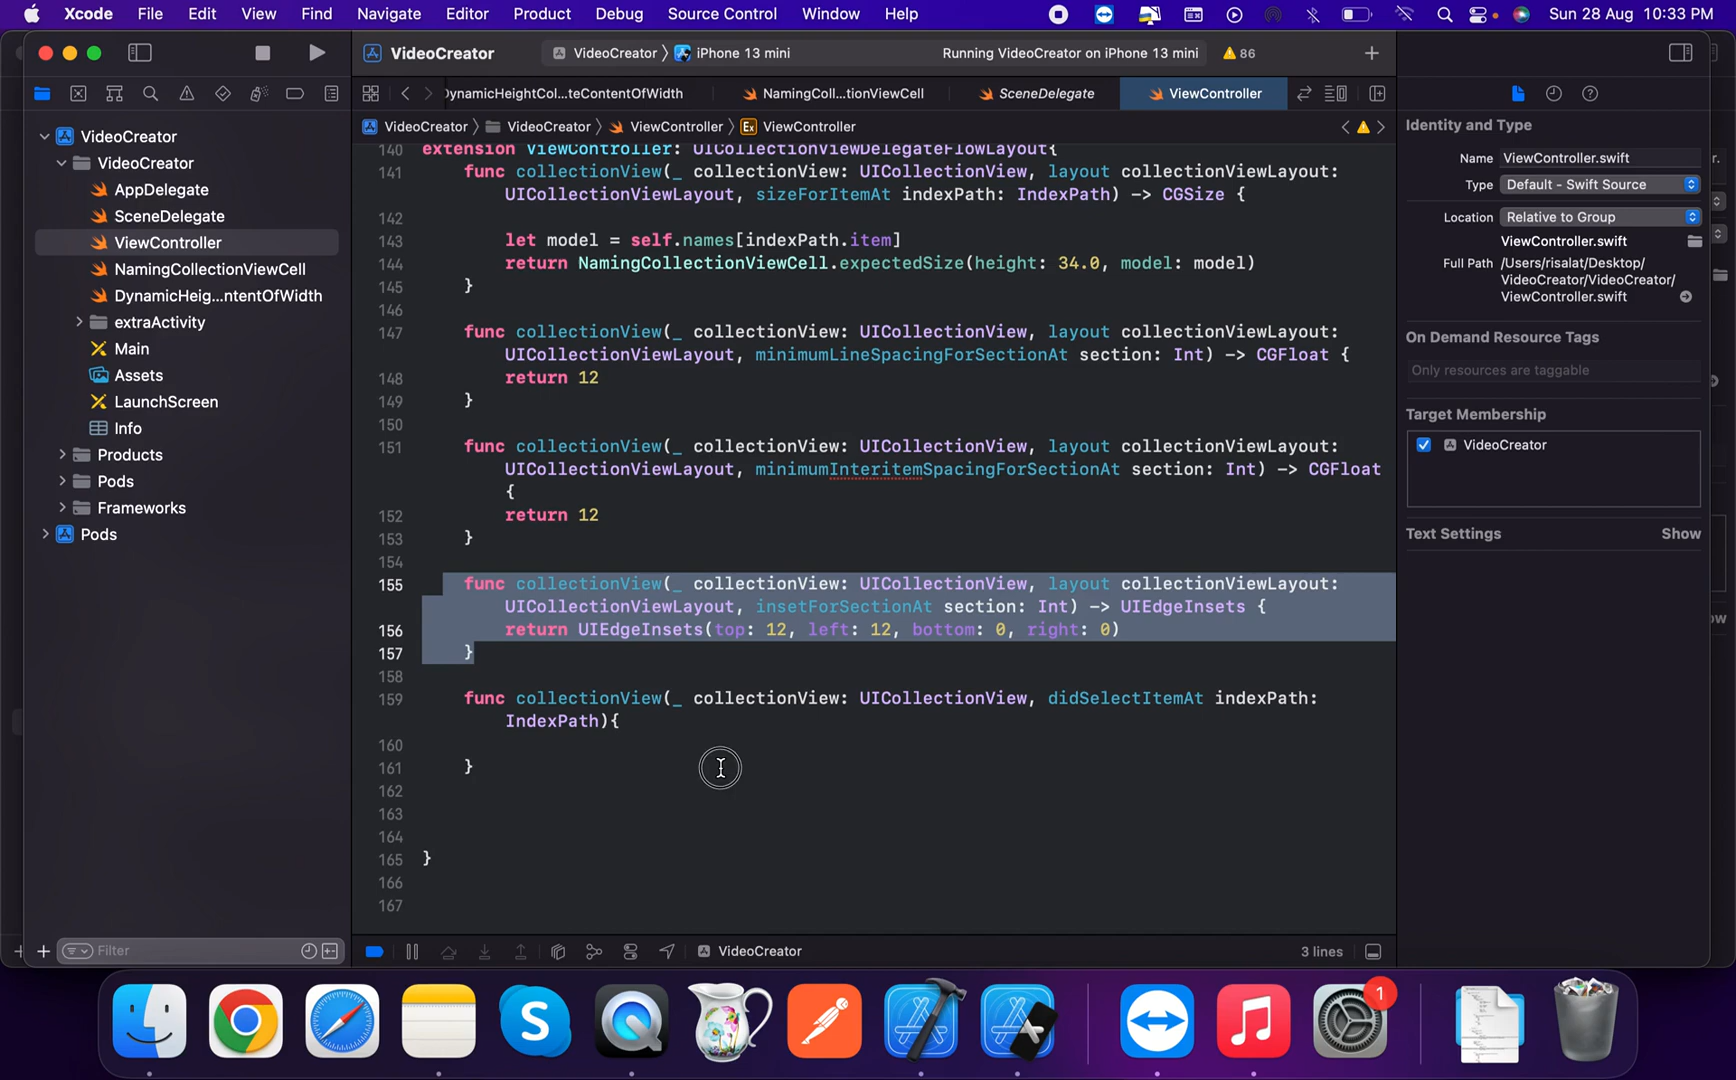 Xcode File Edit View Find Navigate Editor Product Debug Source Control Window Help Sun 28 Aug 10:33 PM
VideoCreator VideoCreator 〉 iPhone 13 mini Running VideoCreator on iPhone 13 mini 86
ynamicHeightCol...teContentOfWidth NamingColl...tionViewCell SceneDelegate ViewController
VideoCreator 〉 VideoCreator 〉 ViewController 〉 Ex ViewController
VideoCreator
VideoCreator
AppDelegate
SceneDelegate
ViewController
NamingCollectionViewCell
DynamicHeig...ntentOfWidth
extraActivity
Main
Assets
LaunchScreen
Info
Products
Pods
Frameworks
Pods
Filter
140 extension ViewController: UICollectionViewDelegateFlowLayout{
141 func collectionView(_ collectionView: UICollectionView, layout collectionViewLayout:
UICollectionViewLayout, sizeForItemAt indexPath: IndexPath) -> CGSize {
142
143 let model = self.names[indexPath.item]
144 return NamingCollectionViewCell.expectedSize(height: 34.0, model: model)
145 }
146
147 func collectionView(_ collectionView: UICollectionView, layout collectionViewLayout:
UICollectionViewLayout, minimumLineSpacingForSectionAt section: Int) -> CGFloat {
148 return 12
149 }
150
151 func collectionView(_ collectionView: UICollectionView, layout collectionViewLayout:
UICollectionViewLayout, minimumInteritemSpacingForSectionAt section: Int) -> CGFloat
{
152 return 12
153 }
154
155 func collectionView(_ collectionView: UICollectionView, layout collectionViewLayout:
UICollectionViewLayout, insetForSectionAt section: Int) -> UIEdgeInsets {
156 return UIEdgeInsets(top: 12, left: 12, bottom: 0, right: 0)
157 }
158
159 func collectionView(_ collectionView: UICollectionView, didSelectItemAt indexPath:
IndexPath){
160
161 }
162
163
164
165 }
166
167
VideoCreator 3 lines
Identity and Type
Name ViewController.swift
Type Default - Swift Source
Location Relative to Group
ViewController.swift
Full Path /Users/risalat/Desktop/
VideoCreator/VideoCreator/
ViewController.swift
On Demand Resource Tags
Only resources are taggable
Target Membership
VideoCreator
Text Settings Show
r.
ow
S
1